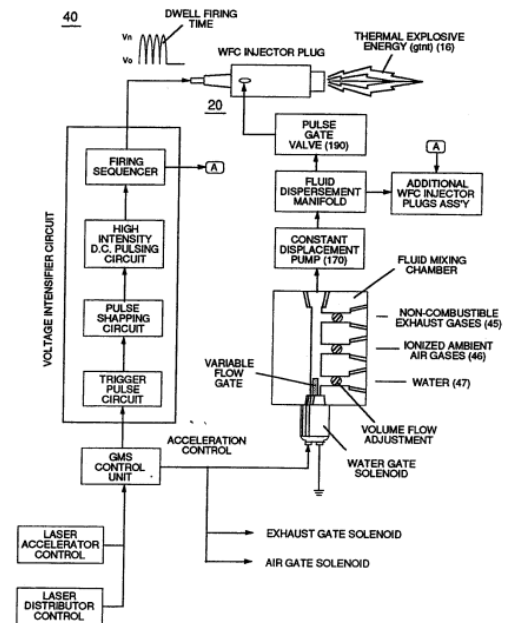 40
DWELL FIRING
TIME
Vn
Vo
WFC INJECTOR PLUG
THERMAL EXPLOSIVE
ENERGY (gtnt) (16)
20
PULSE
GATE
VALVE (190)
A
FIRING
SEQUENCER
A
FLUID
DISPERSEMENT
MANIFOLD
ADDITIONAL
WFC INJECTOR
PLUGS ASS'Y
VOLTAGE INTENSIFIER CIRCUIT
HIGH
INTENSITY
D.C. PULSING
CIRCUIT
CONSTANT
DISPLACEMENT
PUMP (170)
FLUID MIXING
CHAMBER
PULSE
SHAPPING
CIRCUIT
NON-COMBUSTIBLE
EXHAUST GASES (45)
IONIZED AMBIENT
AIR GASES (46)
VARIABLE
FLOW
GATE
WATER (47)
TRIGGER
PULSE
CIRCUIT
VOLUME FLOW
ADJUSTMENT
ACCELERATION
CONTROL
WATER GATE
SOLENOID
GMS
CONTROL
UNIT
EXHAUST GATE SOLENOID
LASER
ACCELERATOR
CONTROL
AIR GATE SOLENOID
LASER
DISTRIBUTOR
CONTROL